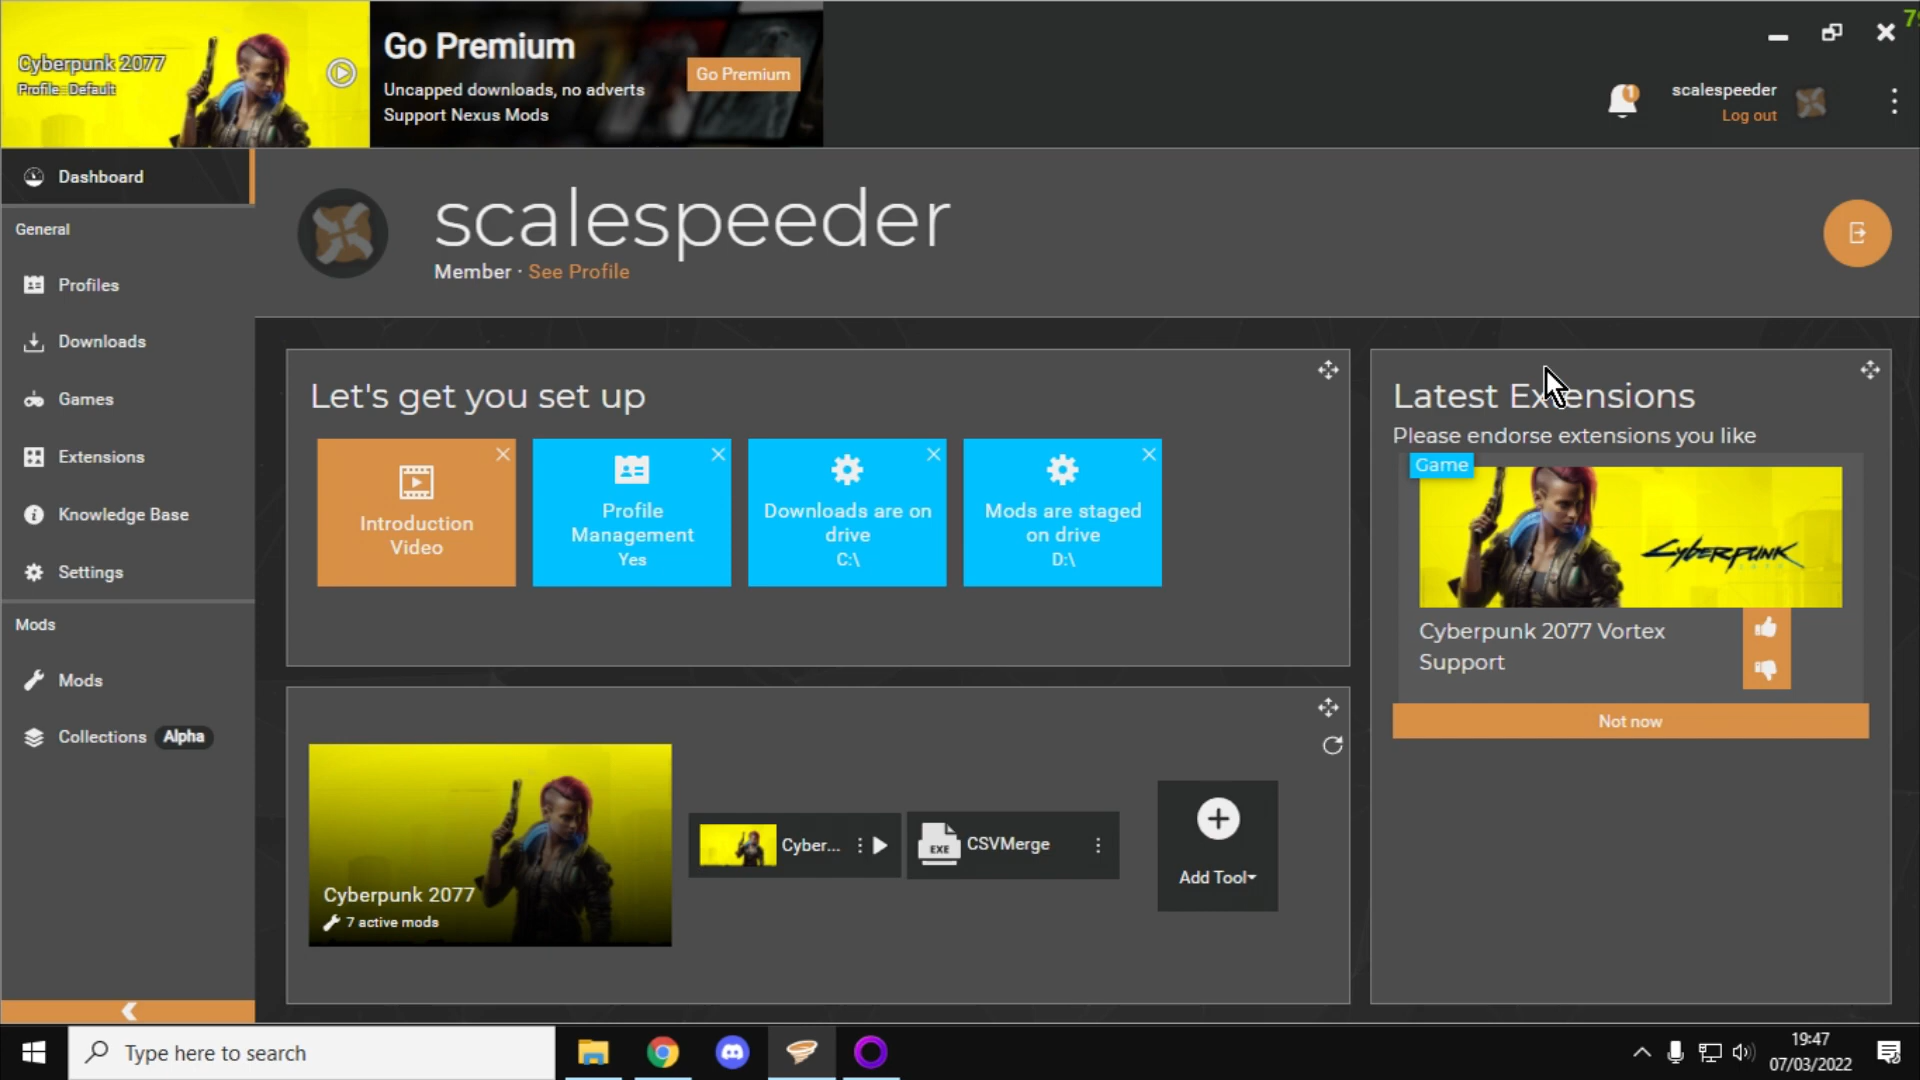 Cyberpunk 2077
Profile: Default
Go Premium
Uncapped downloads, no adverts
Support Nexus Mods
Go Premium
1
scalespeeder
Log out
Dashboard
General
Profiles
Downloads
Games
Extensions
Knowledge Base
Settings
Mods
Mods
Collections Alpha
scalespeeder
Member · See Profile
Let's get you set up
Introduction
Video
Profile
Management
Yes
Downloads are on
drive
C:\
Mods are staged
on drive
D:\
Cyberpunk 2077
7 active mods
Cyber...
EXE
CSVMerge
Add Tool
Latest Extensions
Please endorse extensions you like
Game
Cyberpunk
Cyberpunk 2077 Vortex
Support
Not now
Type here to search
19:47
07/03/2022